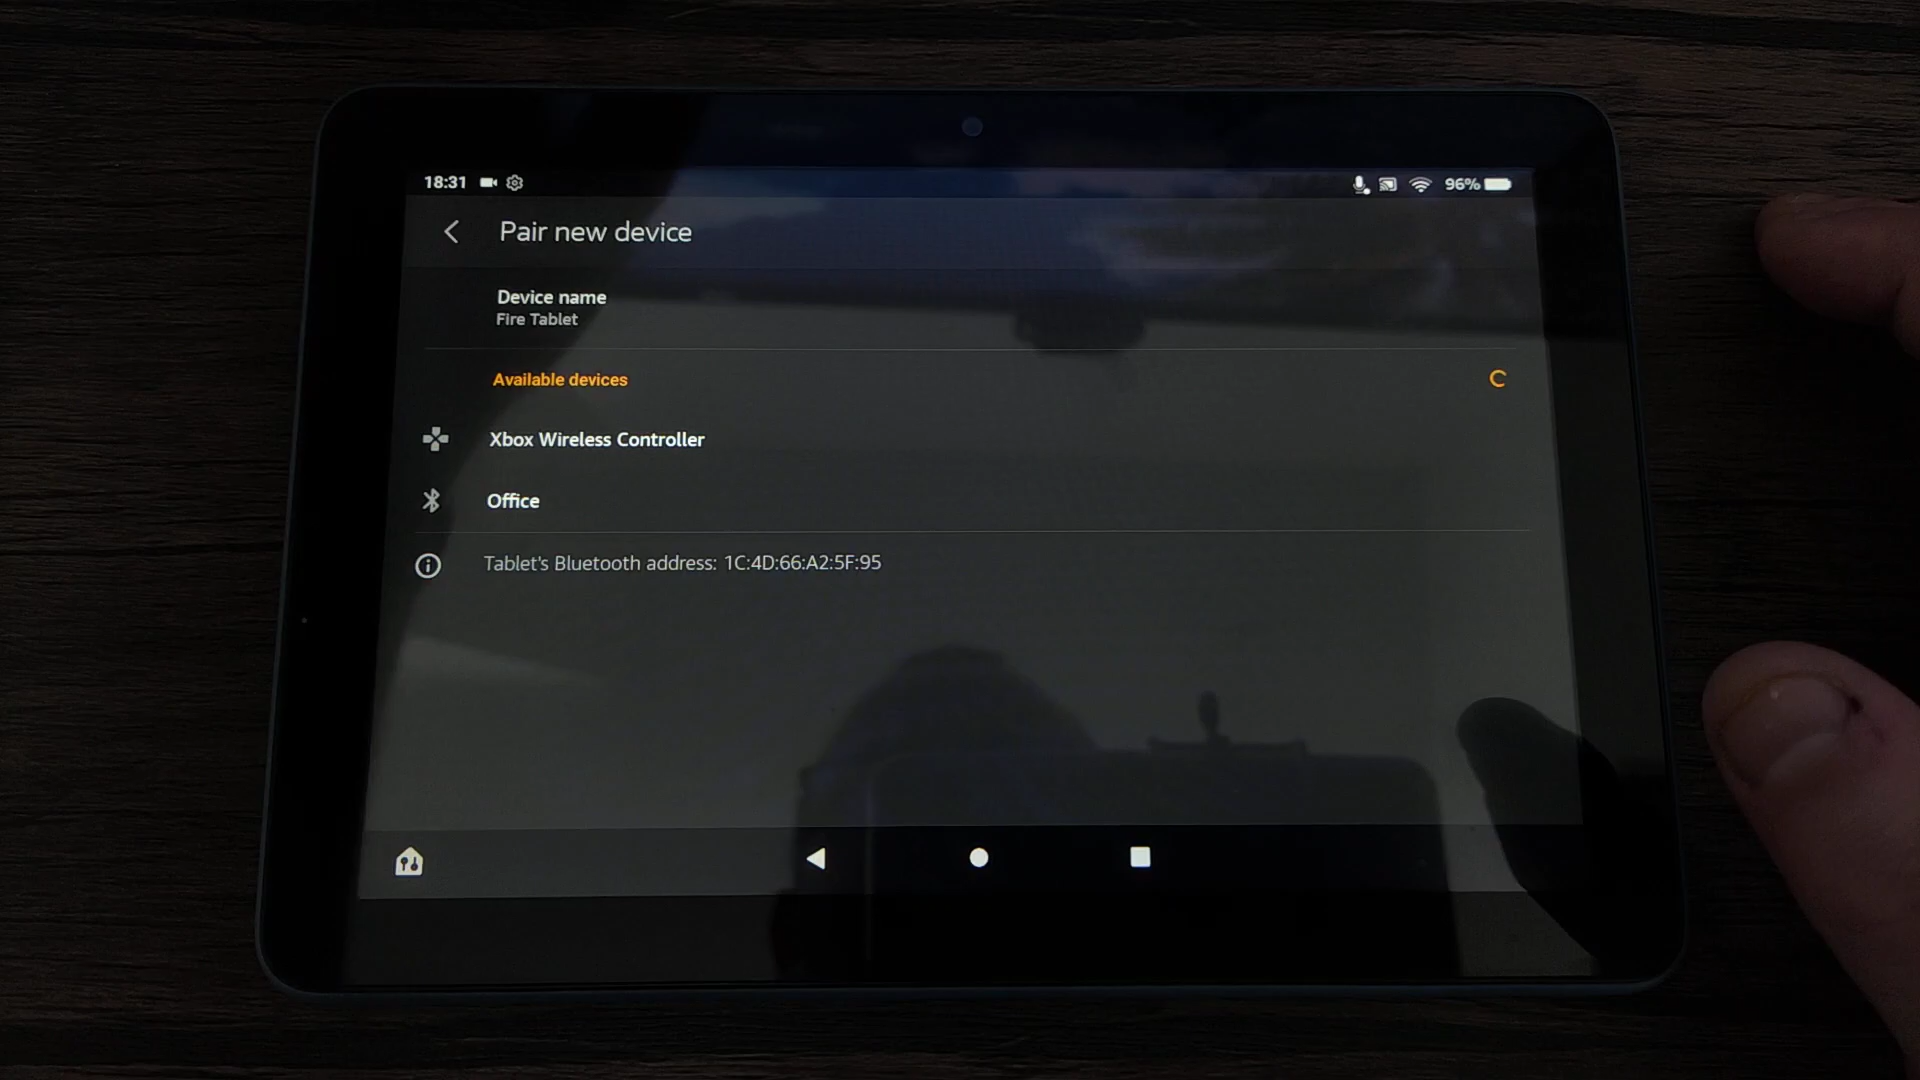 18:31
96%
Pair new device
Device name
Fire Tablet
Available devices
Xbox Wireless Controller
Office
Tablet's Bluetooth address: 1C:4D:66:A2:5F:95